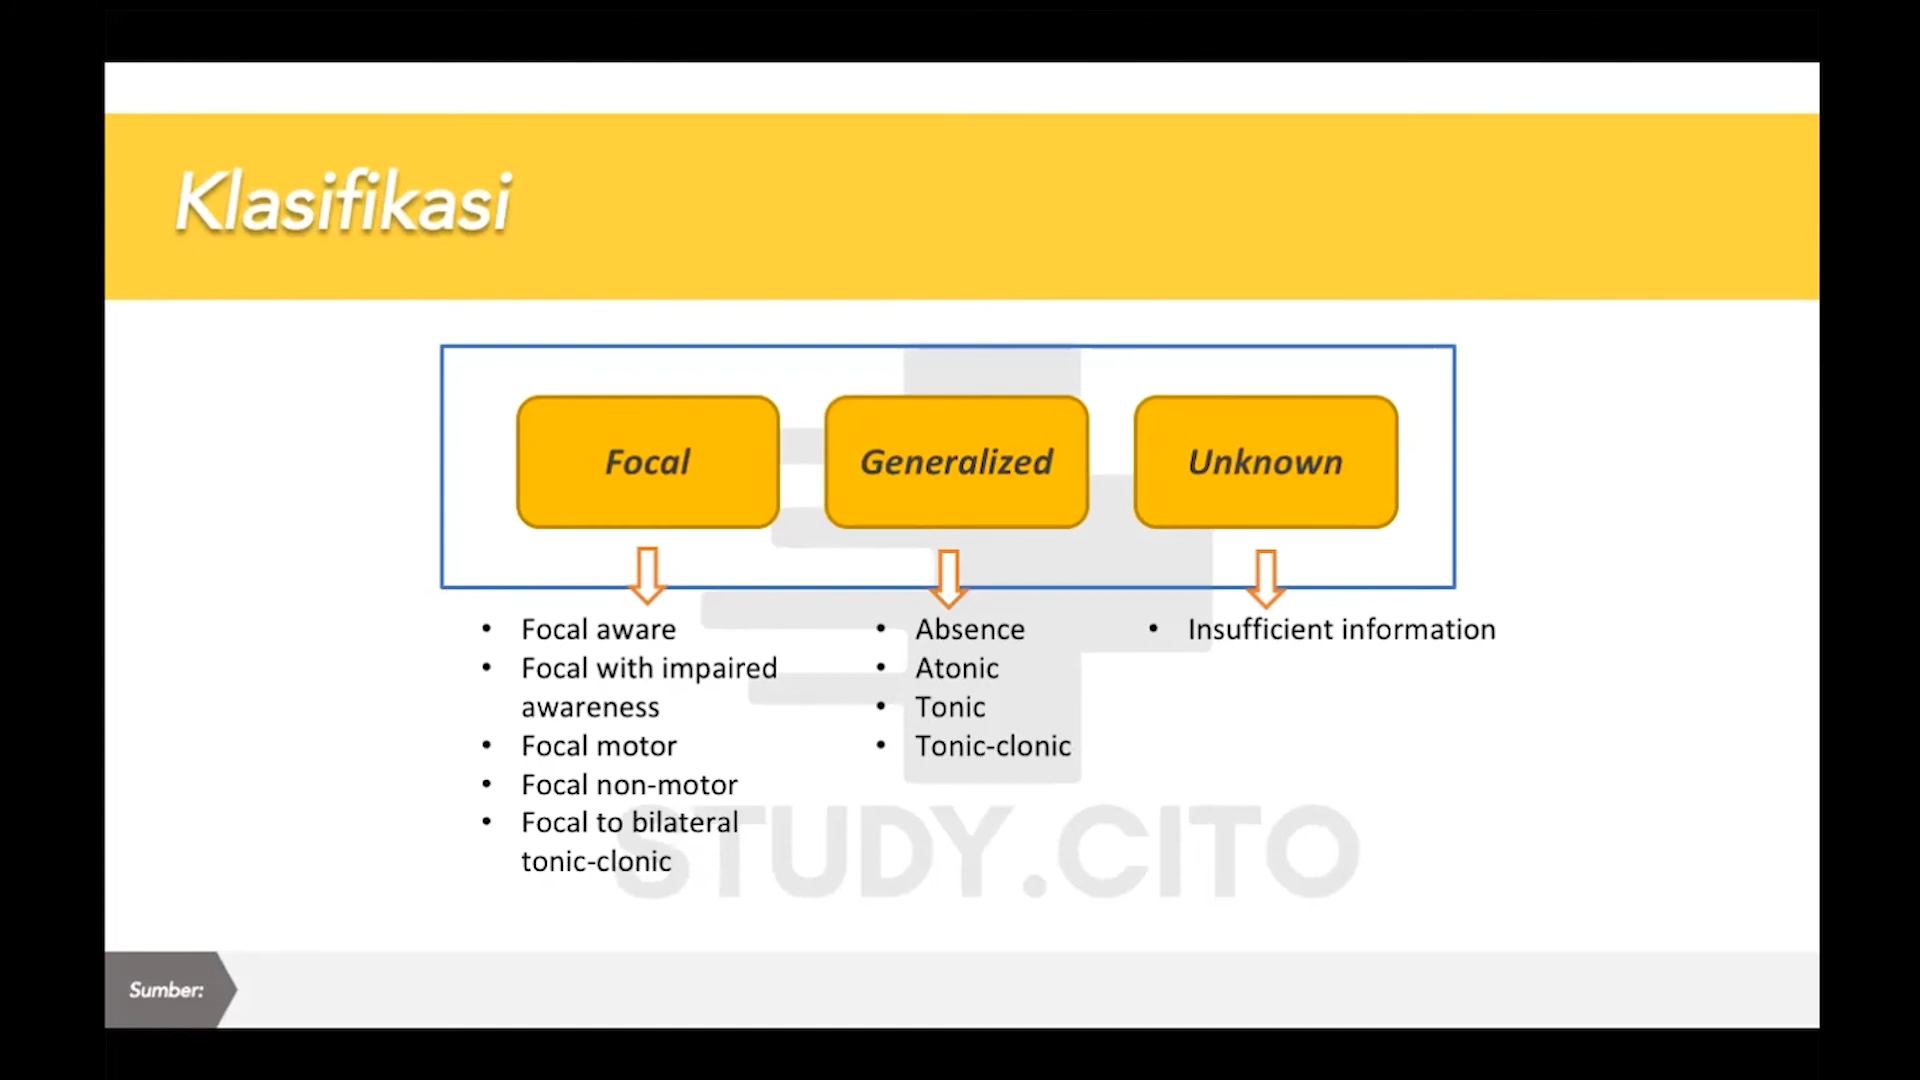 Klasifikasi
Focal
Generalized
Unknown
• Focal aware
• Focal with impaired
awareness
• Focal motor
• Focal non-motor
• Focal to bilateral
tonic-clonic
• Absence
• Atonic
• Tonic
• Tonic-clonic
• Insufficient information
STUDY.CITO
Sumber: